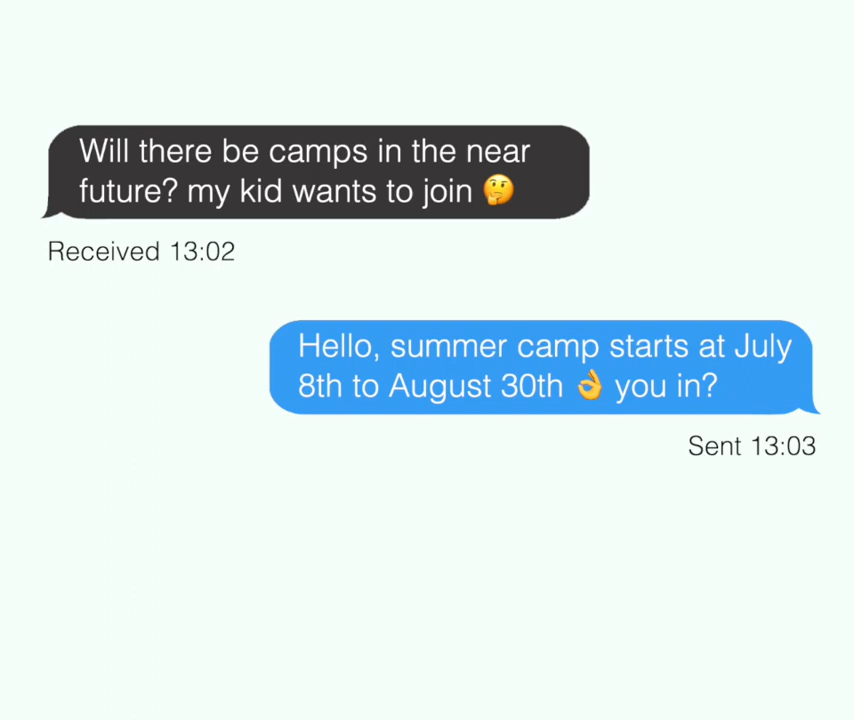 Will there be camps in the near
future? my kid wants to join 🤔
Received 13:02
Hello, summer camp starts at July
8th to August 30th 👌 you in?
Sent 13:03